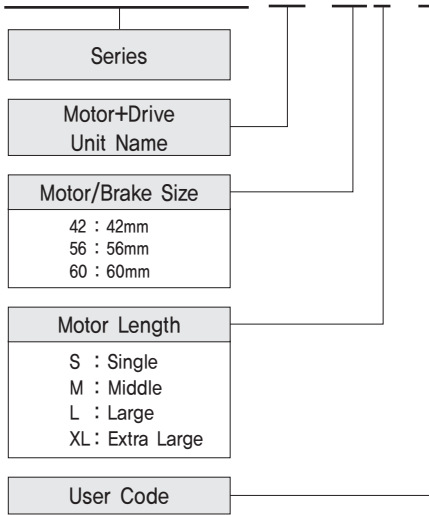 Series
Motor+Drive
Unit Name
Motor/Brake Size
42 : 42mm
56 : 56mm
60 : 60mm
Motor Length
S : Single
M : Middle
L : Large
XL : Extra Large
User Code